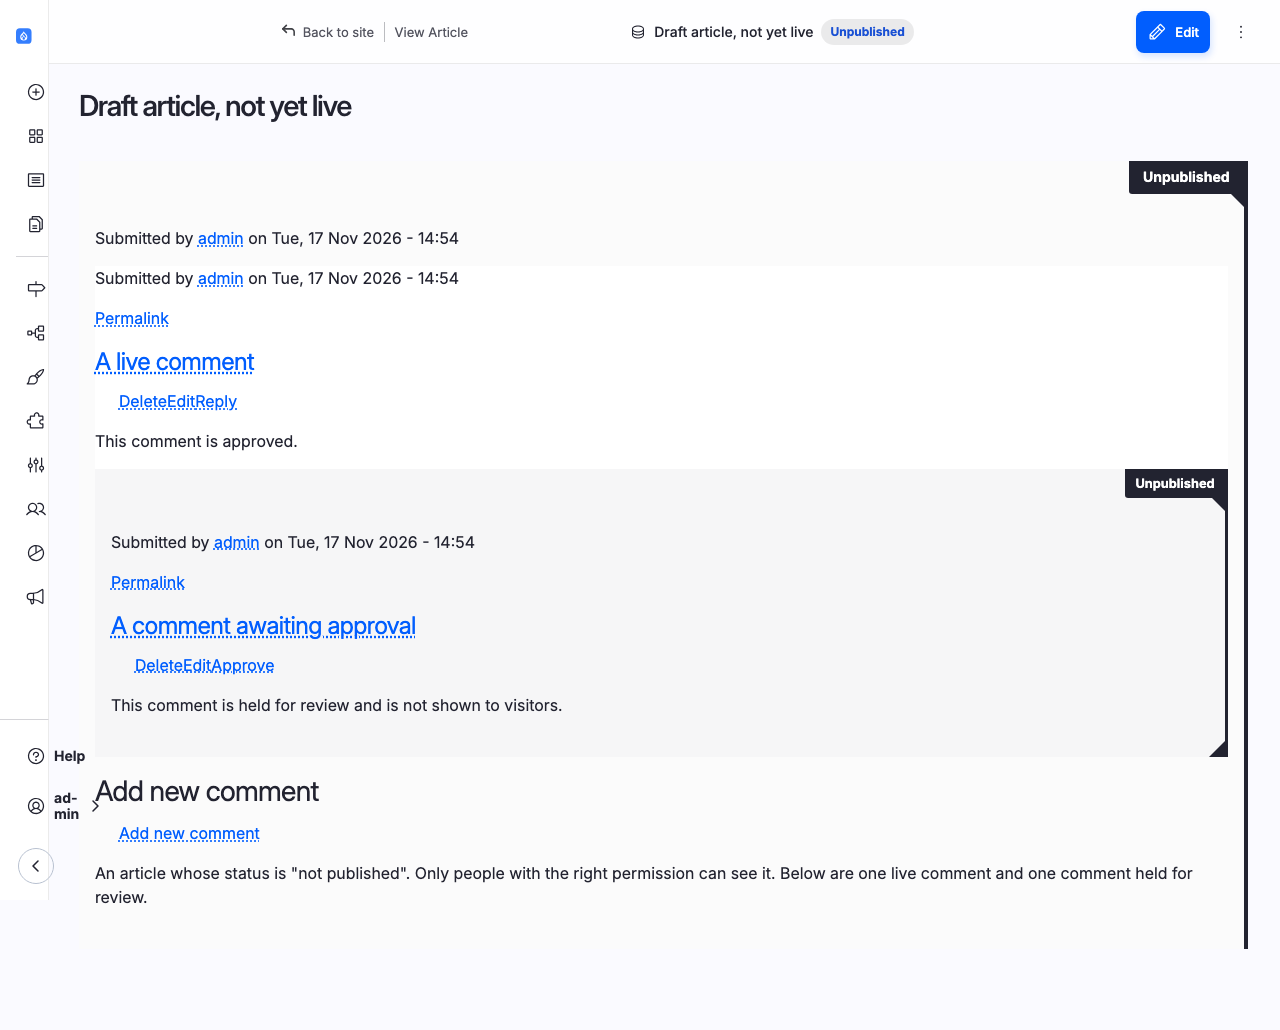 Back to site
View Article
Draft article, not yet live
Unpublished
Edit
Draft article, not yet live
Unpublished
Submitted by admin on Tue, 17 Nov 2026 - 14:54
Submitted by admin on Tue, 17 Nov 2026 - 14:54
Permalink
A live comment
DeleteEditReply
This comment is approved.
Unpublished
Submitted by admin on Tue, 17 Nov 2026 - 14:54
Permalink
A comment awaiting approval
DeleteEditApprove
This comment is held for review and is not shown to visitors.
Help
ad-
min
Add new comment
Add new comment
An article whose status is "not published". Only people with the right permission can see it. Below are one live comment and one comment held for
review.